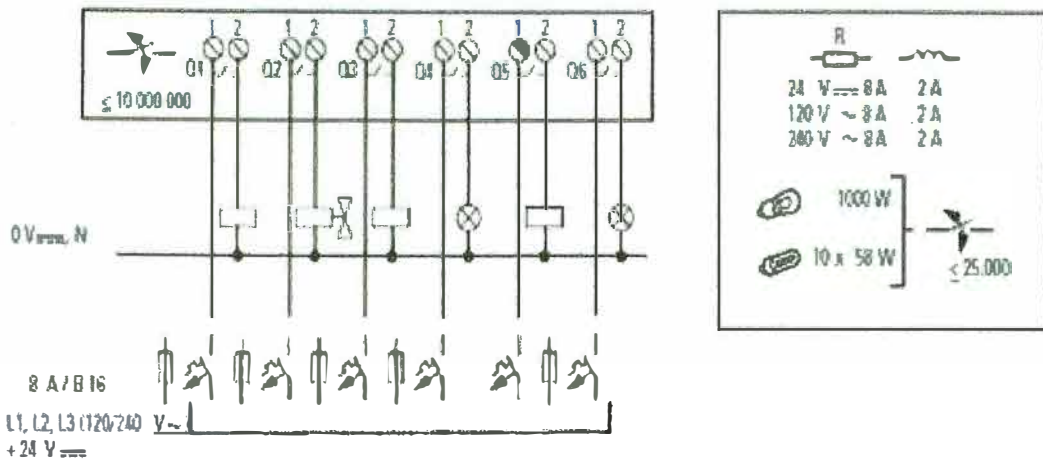 1 2 1 2 1 2 1 2 1 2 1 2
Q1 Q2 Q3 Q4 Q5 Q6
≤ 10 000 000
0 V⎓, N
8 A / B 16
L1, L2, L3 (120/240 V~)
+ 24 V⎓
R
24 V⎓ 8 A 2 A
120 V ~ 8 A 2 A
240 V ~ 8 A 2 A
1000 W
10 x 58 W
≤ 25.000